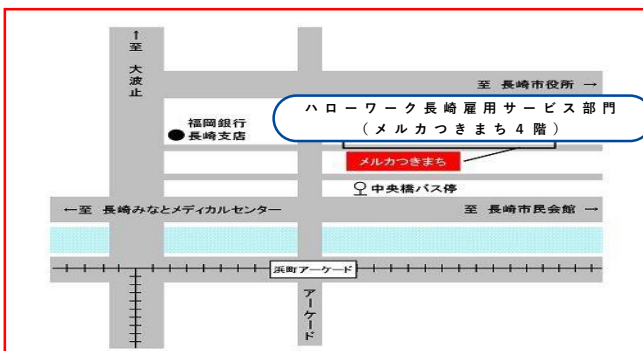 ↑
至
大波止
至 長崎市役所 →
ハローワーク長崎雇用サービス部門
（メルカつきまち4階）
福岡銀行
長崎支店
メルカつきまち
中央橋バス停
←至 長崎みなとメディカルセンター
至 長崎市民会館 →
浜町アーケード
アーケード